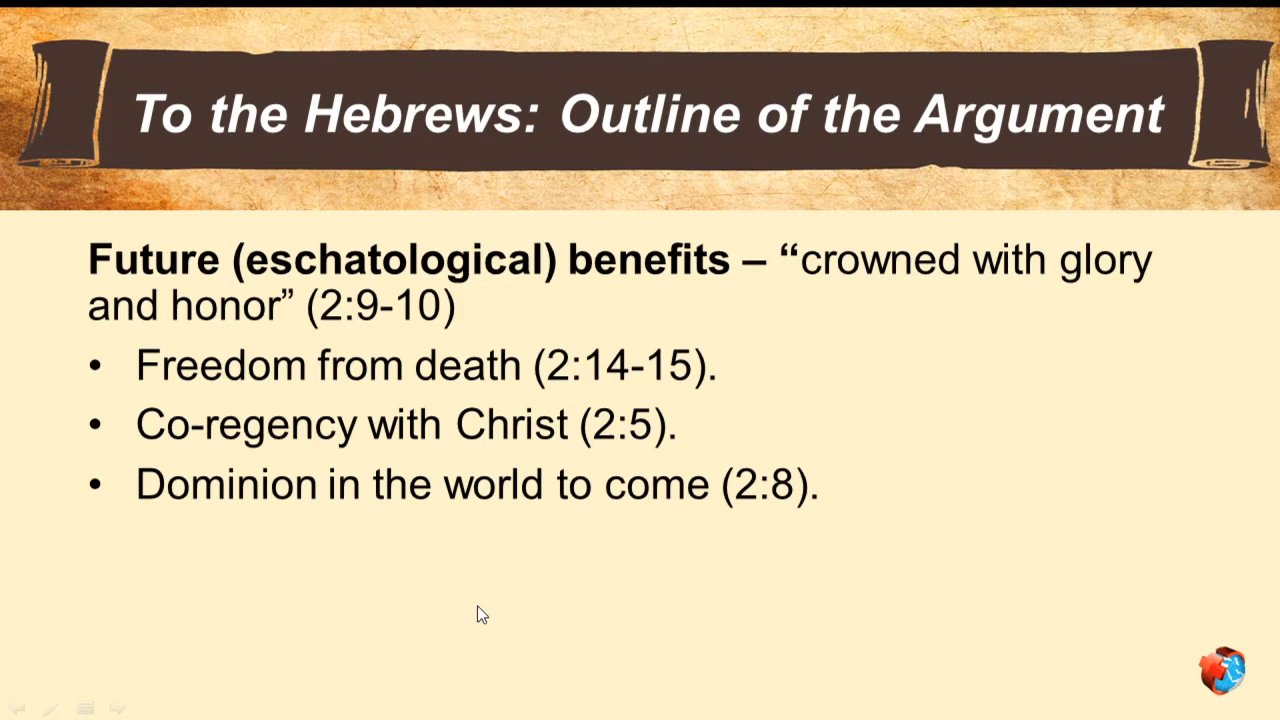 To the Hebrews: Outline of the Argument
Future (eschatological) benefits – “crowned with glory
and honor” (2:9-10)
• Freedom from death (2:14-15).
• Co-regency with Christ (2:5).
• Dominion in the world to come (2:8).